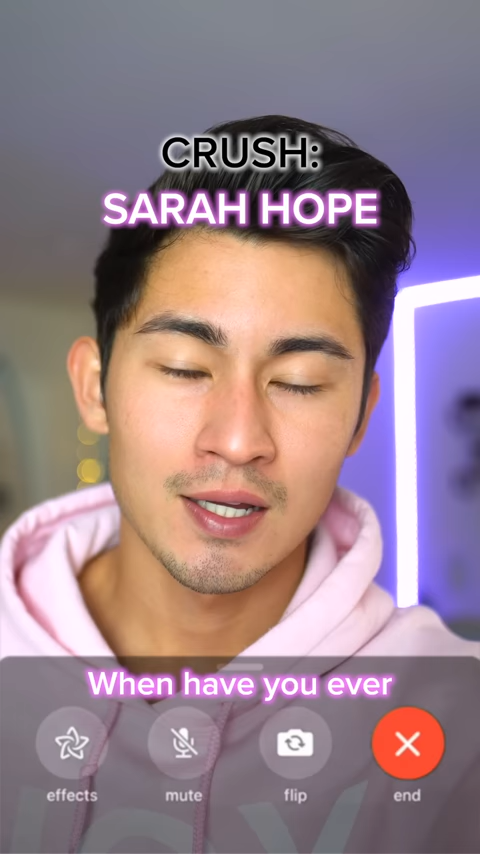 CRUSH:
SARAH HOPE
When have you ever
effects
mute
flip
end